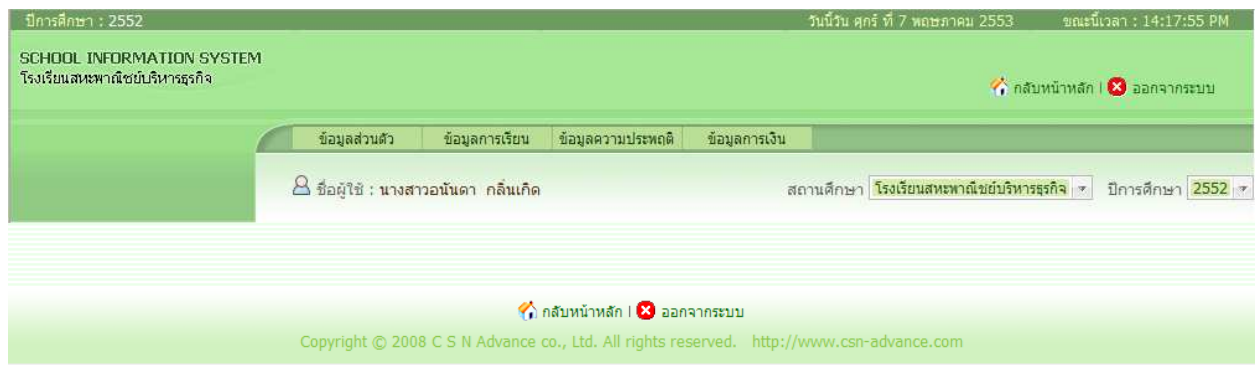 ปีการศึกษา : 2552 วันนี้วัน ศุกร์ ที่ 7 พฤษภาคม 2553 ขณะนี้เวลา : 14:17:55 PM
SCHOOL INFORMATION SYSTEM
โรงเรียนสหะพาณิชย์บริหารธุรกิจ
กลับหน้าหลัก | ออกจากระบบ
ข้อมูลส่วนตัว ข้อมูลการเรียน ข้อมูลความประพฤติ ข้อมูลการเงิน
ชื่อผู้ใช้ : นางสาวอนันดา กลิ่นเกิด สถานศึกษา โรงเรียนสหะพาณิชย์บริหารธุรกิจ ปีการศึกษา 2552
กลับหน้าหลัก | ออกจากระบบ
Copyright © 2008 C S N Advance co., Ltd. All rights reserved. http://www.csn-advance.com